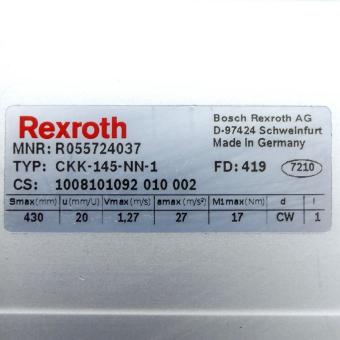 Rexroth
Bosch Rexroth AG
D-97424 Schweinfurt
Made in Germany
MNR: R055724037
TYP: CKK-145-NN-1 FD: 419 7210
CS: 1008101092 010 002
Smax(mm) u(mm/U) Vmax(m/s) amax(m/s²) M1max(Nm) d i
430 20 1,27 27 17 CW 1